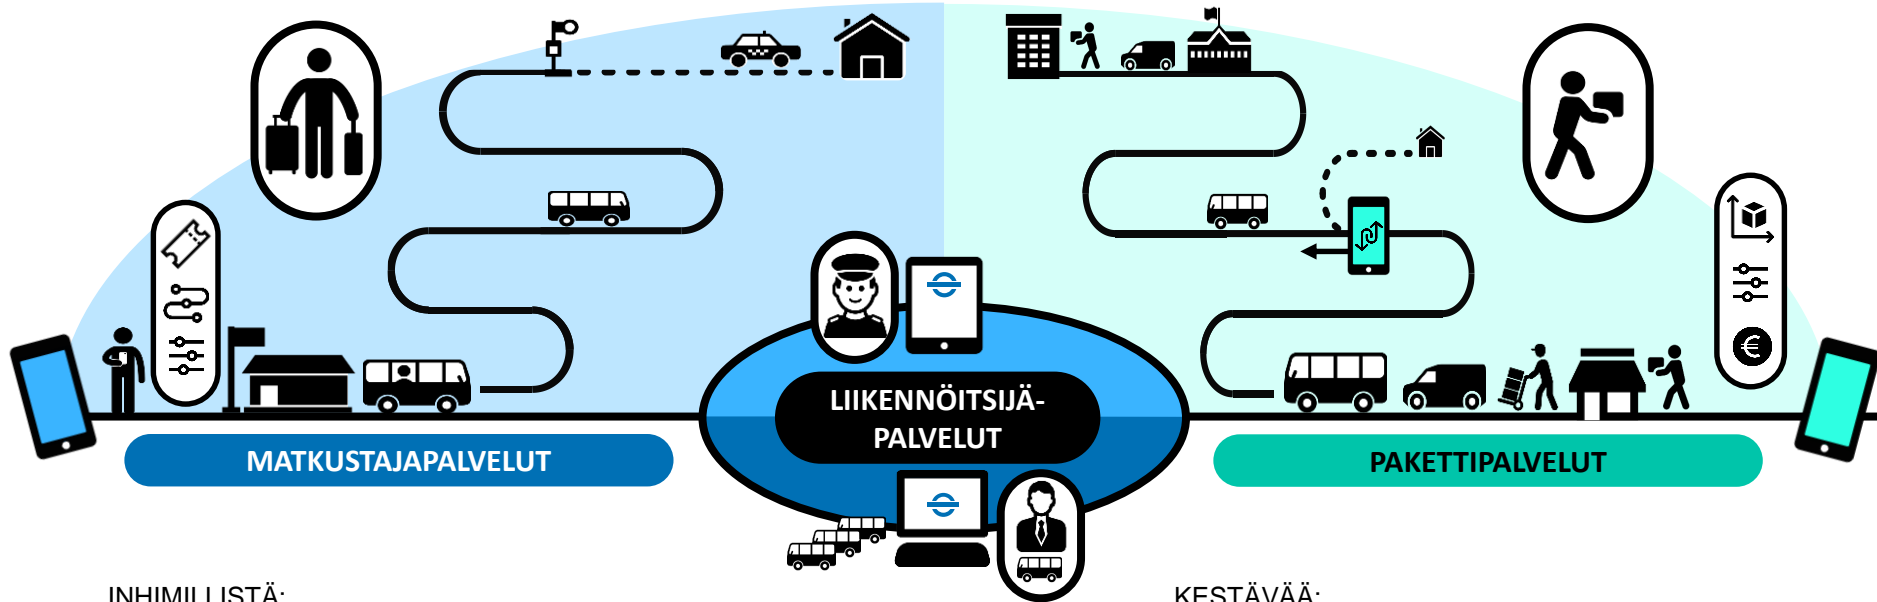 LIIKENNÖITSIJÄ-
PALVELUT
MATKUSTAJAPALVELUT
PAKETTIPALVELUT
INHIMILLISTÄ:
KESTÄVÄÄ: